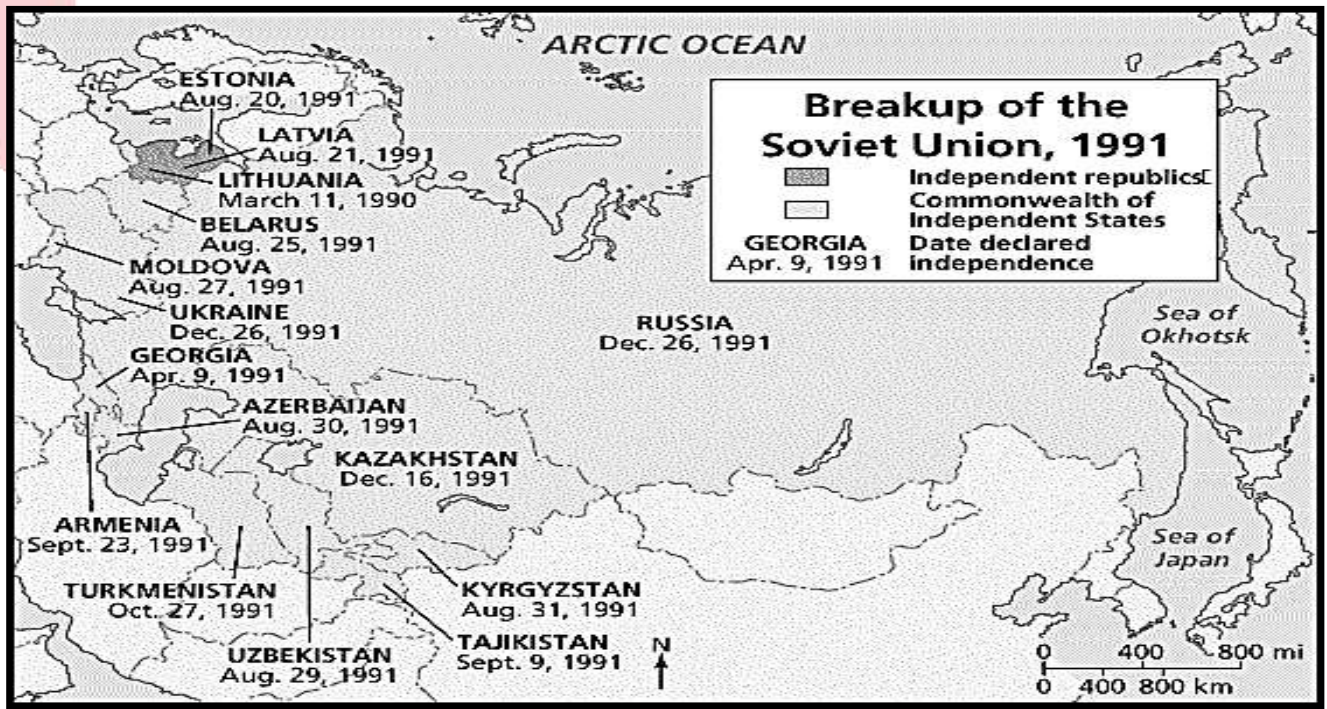 ARCTIC OCEAN
ESTONIA
Aug. 20, 1991
LATVIA
Aug. 21, 1991
LITHUANIA
March 11, 1990
BELARUS
Aug. 25, 1991
MOLDOVA
Aug. 27, 1991
UKRAINE
Dec. 26, 1991
GEORGIA
Apr. 9, 1991
AZERBAIJAN
Aug. 30, 1991
KAZAKHSTAN
Dec. 16, 1991
ARMENIA
Sept. 23, 1991
TURKMENISTAN
Oct. 27, 1991
UZBEKISTAN
Aug. 29, 1991
KYRGYZSTAN
Aug. 31, 1991
TAJIKISTAN
Sept. 9, 1991
RUSSIA
Dec. 26, 1991
Breakup of the
Soviet Union, 1991
Independent republics
Commonwealth of
Independent States
GEORGIA Date declared
Apr. 9, 1991 independence
Sea of
Okhotsk
Sea of
Japan
N
0 400 800 mi
0 400 800 km